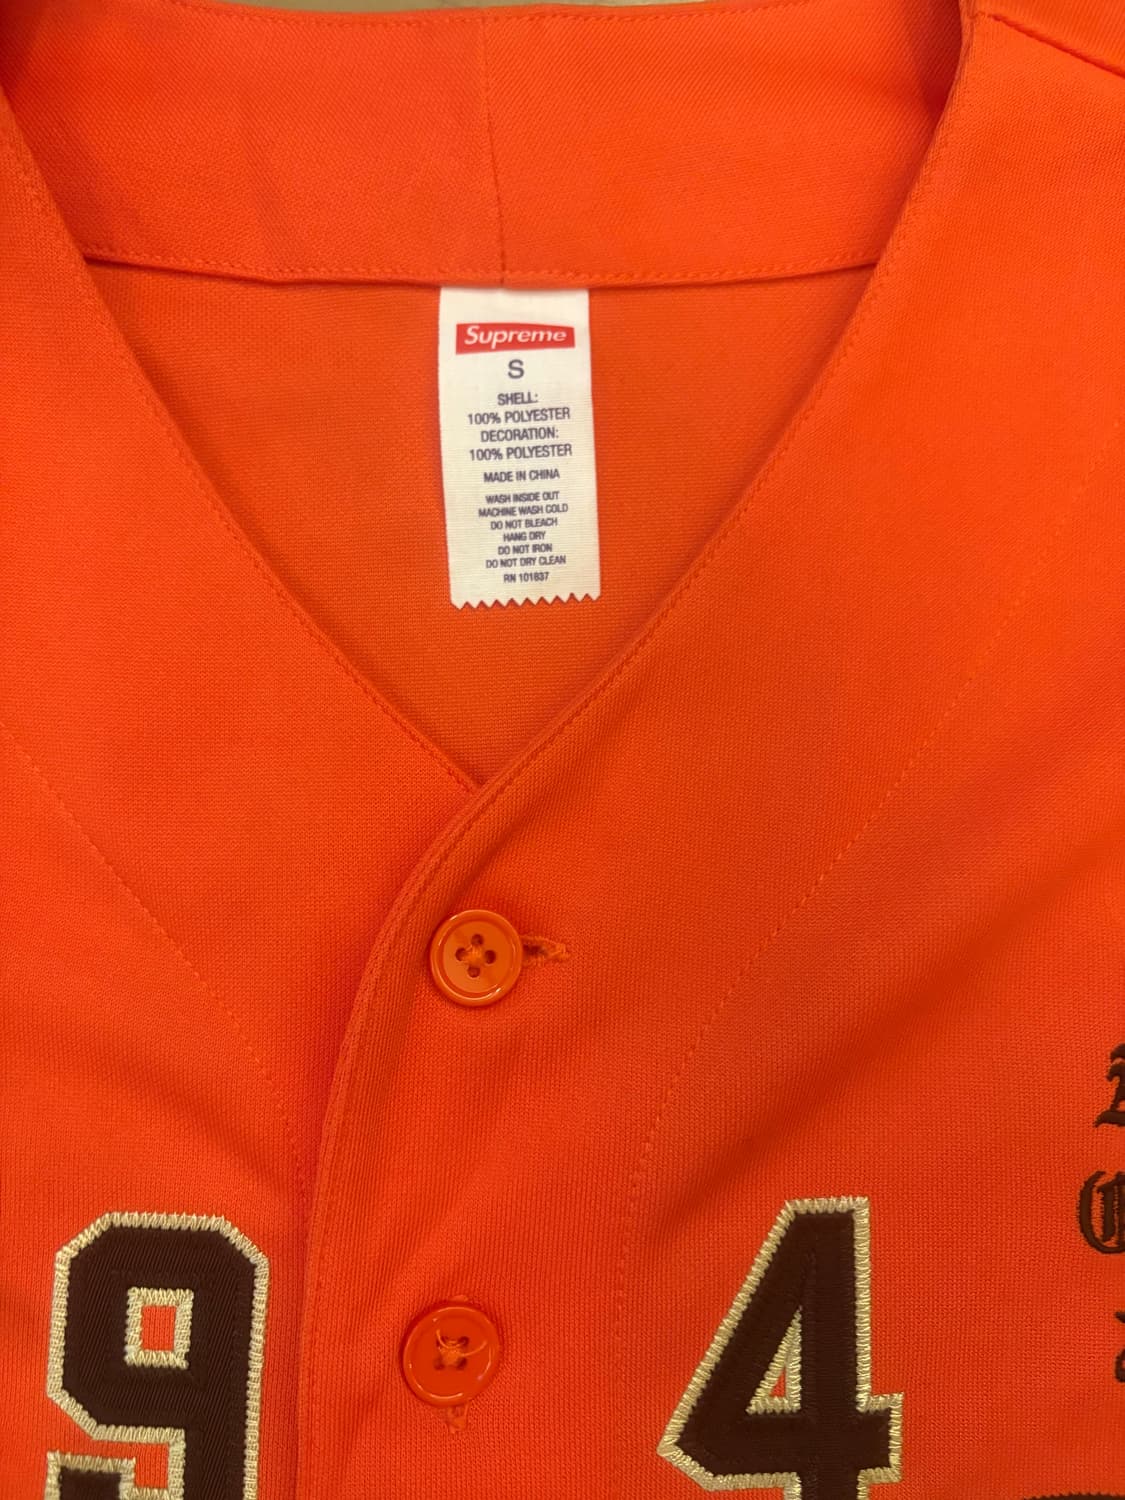 Supreme
S
SHELL:
100% POLYESTER
DECORATION:
100% POLYESTER
MADE IN CHINA
WASH INSIDE OUT
MACHINE WASH COLD
DO NOT BLEACH
HANG DRY
DO NOT IRON
DO NOT DRY CLEAN
RN 101837
9 4